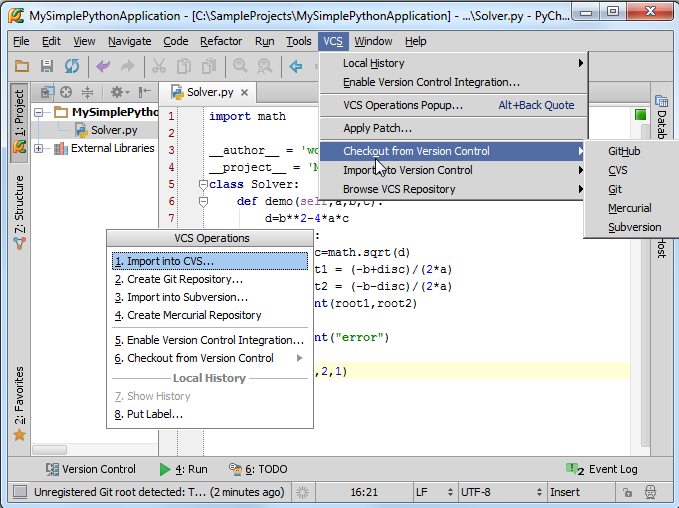 MySimplePythonApplication - [C:\SampleProjects\MySimplePythonApplication] - ...\Solver.py - PyCh...
File Edit View Navigate Code Refactor Run Tools VCS Window Help
Local History
Enable Version Control Integration...
VCS Operations Popup... Alt+Back Quote
Apply Patch...
Checkout from Version Control
Import into Version Control
Browse VCS Repository
GitHub
CVS
Git
Mercurial
Subversion
1: Project
7: Structure
2: Favorites
Databa
Host
MySimplePytho
Solver.py
External Libraries
Solver.py
1 import math
2
3 __author__ = 'wo
4 __project__ =
5 class Solver:
6 def demo(self,a,b,c):
7 d=b**2-4*a*c
:
c=math.sqrt(d)
t1 = (-b+disc)/(2*a)
t2 = (-b-disc)/(2*a)
nt(root1,root2)
nt("error")
,2,1)
VCS Operations
1. Import into CVS...
2. Create Git Repository...
3. Import into Subversion...
4. Create Mercurial Repository
5. Enable Version Control Integration...
6. Checkout from Version Control
Local History
7. Show History
8. Put Label...
Version Control 4: Run 6: TODO 2 Event Log
Unregistered Git root detected: T... (2 minutes ago) 16:21 LF UTF-8 Insert